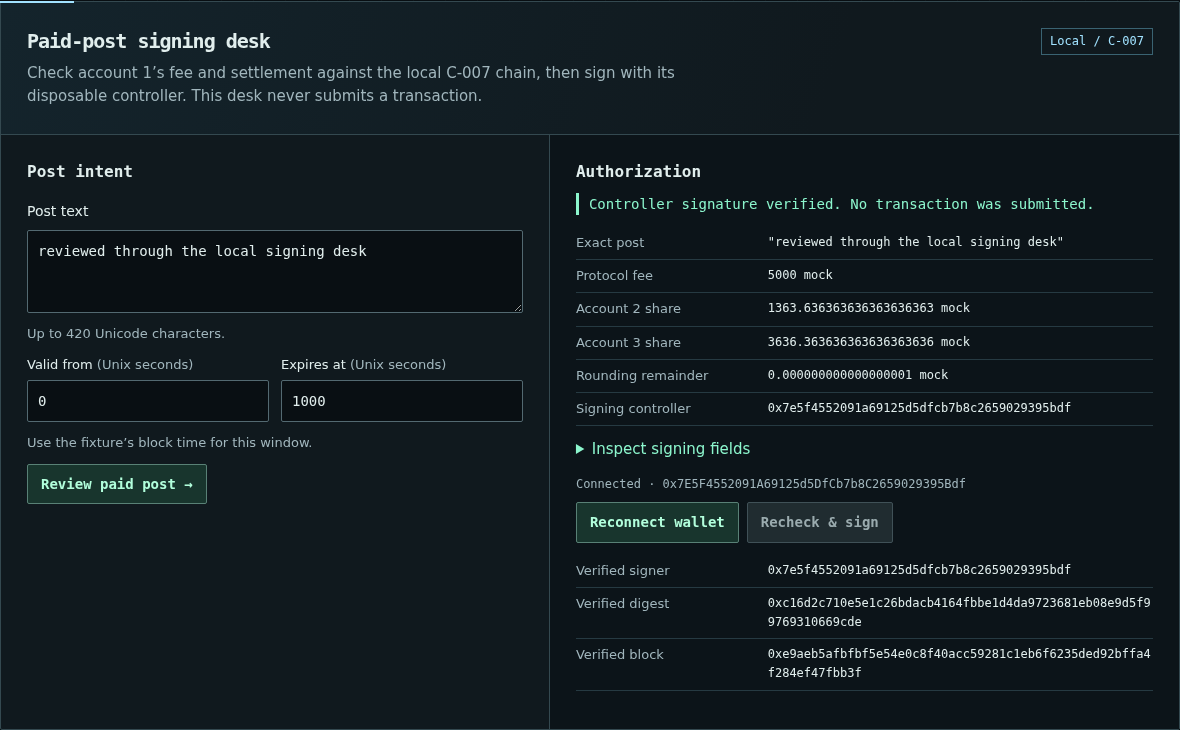 Paid-post signing desk
Local / C-007
Check account 1’s fee and settlement against the local C-007 chain, then sign with its
disposable controller. This desk never submits a transaction.
Post intent
Post text
reviewed through the local signing desk
Up to 420 Unicode characters.
Valid from (Unix seconds)
Expires at (Unix seconds)
0
1000
Use the fixture’s block time for this window.
Review paid post →
Authorization
Controller signature verified. No transaction was submitted.
Exact post
"reviewed through the local signing desk"
Protocol fee
5000 mock
Account 2 share
1363.636363636363636363 mock
Account 3 share
3636.363636363636363636 mock
Rounding remainder
0.000000000000000001 mock
Signing controller
0x7e5f4552091a69125d5dfcb7b8c2659029395bdf
Inspect signing fields
Connected · 0x7E5F4552091A69125d5DfCb7b8C2659029395Bdf
Reconnect wallet
Recheck & sign
Verified signer
0x7e5f4552091a69125d5dfcb7b8c2659029395bdf
Verified digest
0xc16d2c710e5e1c26bdacb4164fbbe1d4da9723681eb08e9d5f9
9769310669cde
Verified block
0xe9aeb5afbfbf5e54e0c8f40acc59281c1eb6f6235ded92bffa4
f284ef47fbb3f